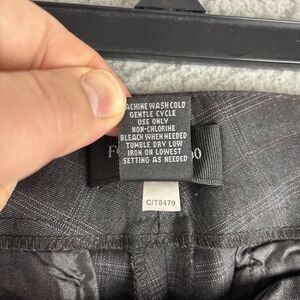 ACHINE WASH COLD
GENTLE CYCLE
USE ONLY
NON-CHLORINE
BLEACH WHEN NEEDED
TUMBLE DRY LOW
IRON ON LOWEST
SETTING AS NEEDED
C/T8479